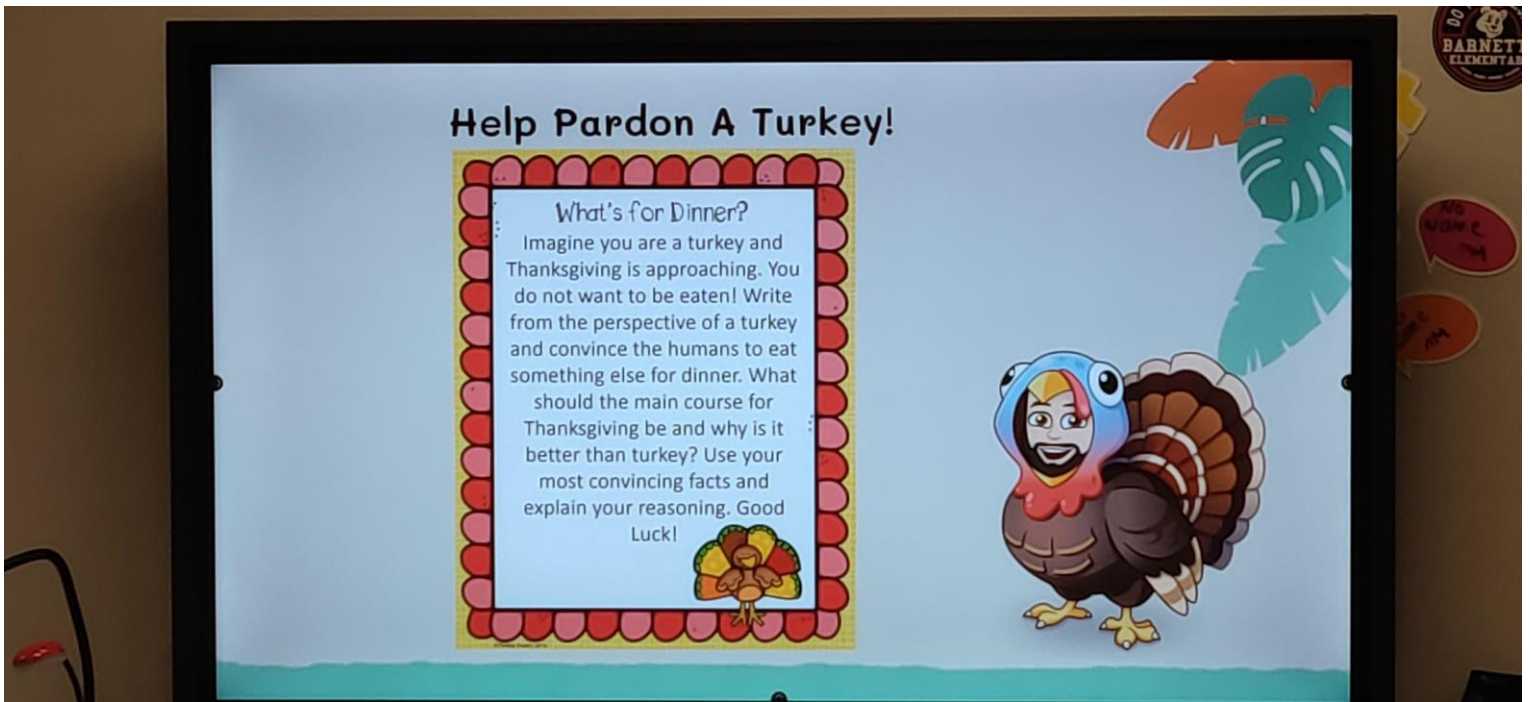 Help Pardon A Turkey!
What's for Dinner?
Imagine you are a turkey and
Thanksgiving is approaching. You
do not want to be eaten! Write
from the perspective of a turkey
and convince the humans to eat
something else for dinner. What
should the main course for
Thanksgiving be and why is it
better than turkey? Use your
most convincing facts and
explain your reasoning. Good
Luck!
DO
BARNETT
ELEMENTAR
No
Name